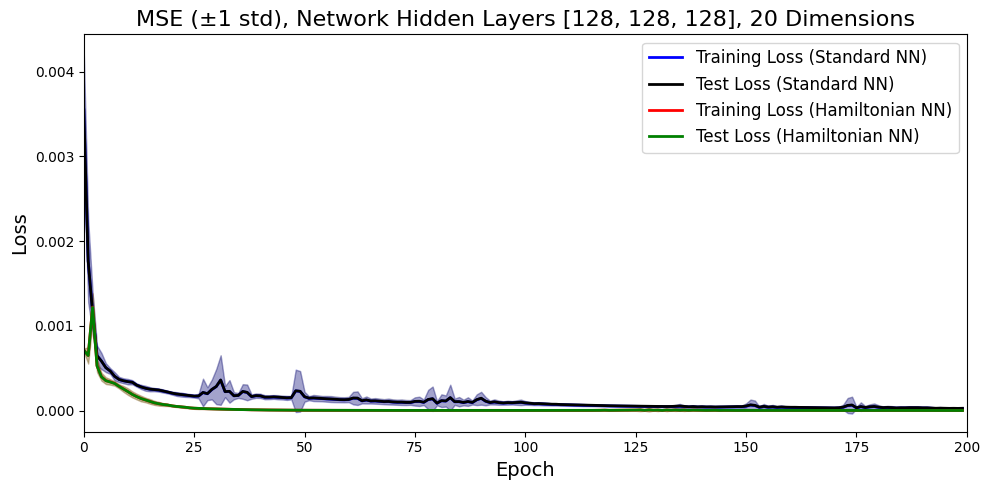 MSE (±1 std), Network Hidden Layers [128, 128, 128], 20 Dimensions
Training Loss (Standard NN)
Test Loss (Standard NN)
Training Loss (Hamiltonian NN)
Test Loss (Hamiltonian NN)
Loss
0.004
0.003
0.002
0.001
0.000
0 25 50 75 100 125 150 175 200
Epoch